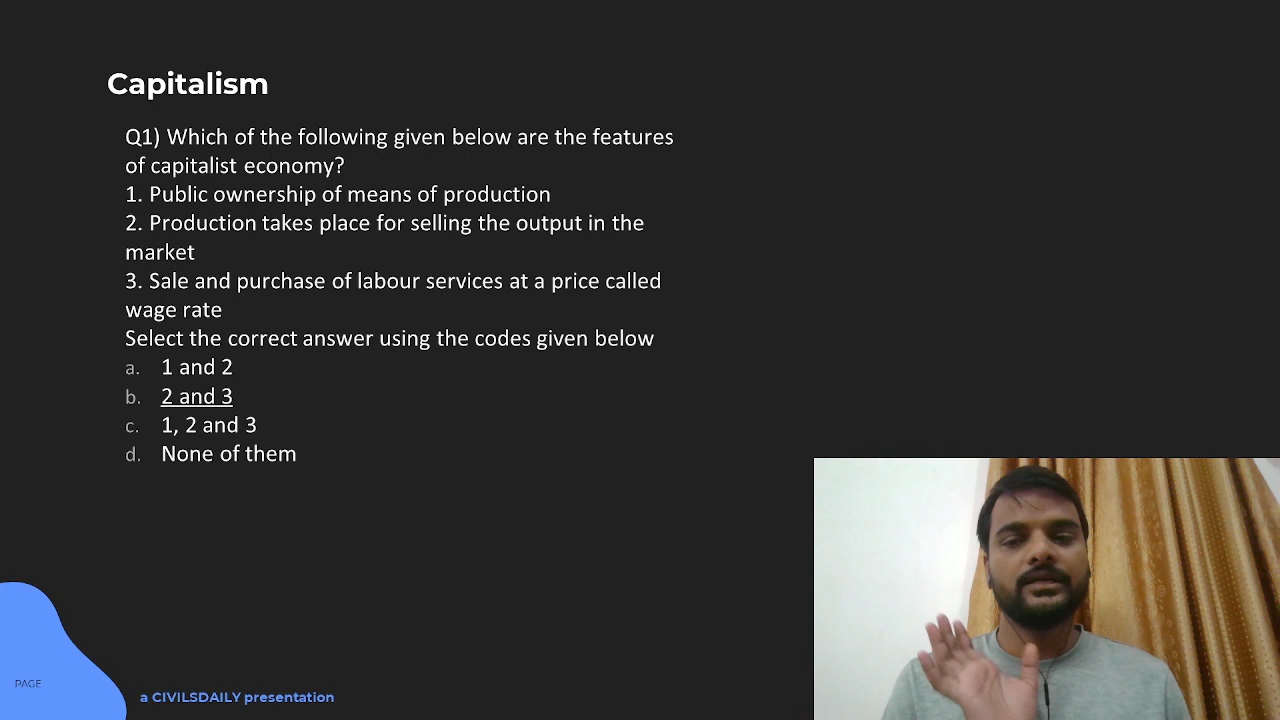 Capitalism
Q1) Which of the following given below are the features
of capitalist economy?
1. Public ownership of means of production
2. Production takes place for selling the output in the
market
3. Sale and purchase of labour services at a price called
wage rate
Select the correct answer using the codes given below
a. 1 and 2
b. 2 and 3
c. 1, 2 and 3
d. None of them
PAGE
a CIVILSDAILY presentation